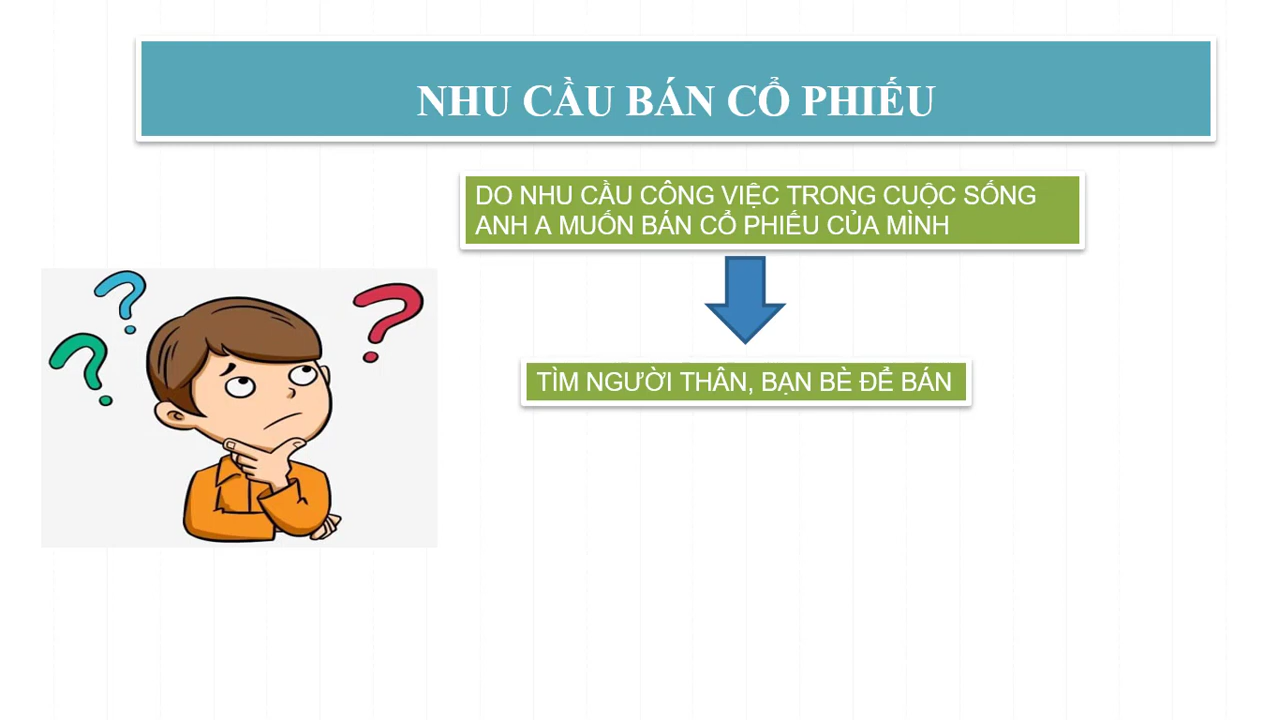 NHU CẦU BÁN CỔ PHIẾU
DO NHU CẦU CÔNG VIỆC TRONG CUỘC SỐNG
ANH A MUỐN BÁN CỔ PHIẾU CỦA MÌNH
TÌM NGƯỜI THÂN, BẠN BÈ ĐỂ BÁN